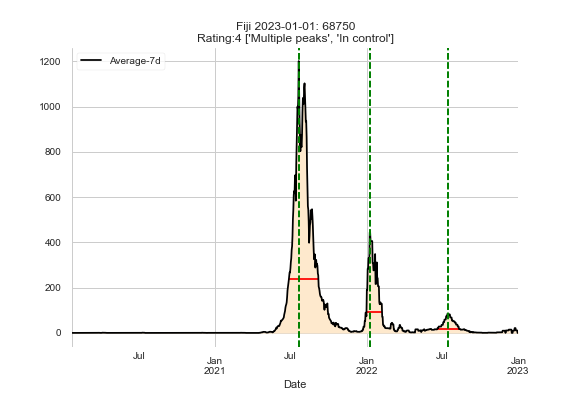 Fiji 2023-01-01: 68750
Rating:4 ['Multiple peaks', 'In control']
Average-7d
1200
1000
800
600
400
200
0
Jul
Jan
2021
Jul
Jan
2022
Jul
Jan
2023
Date